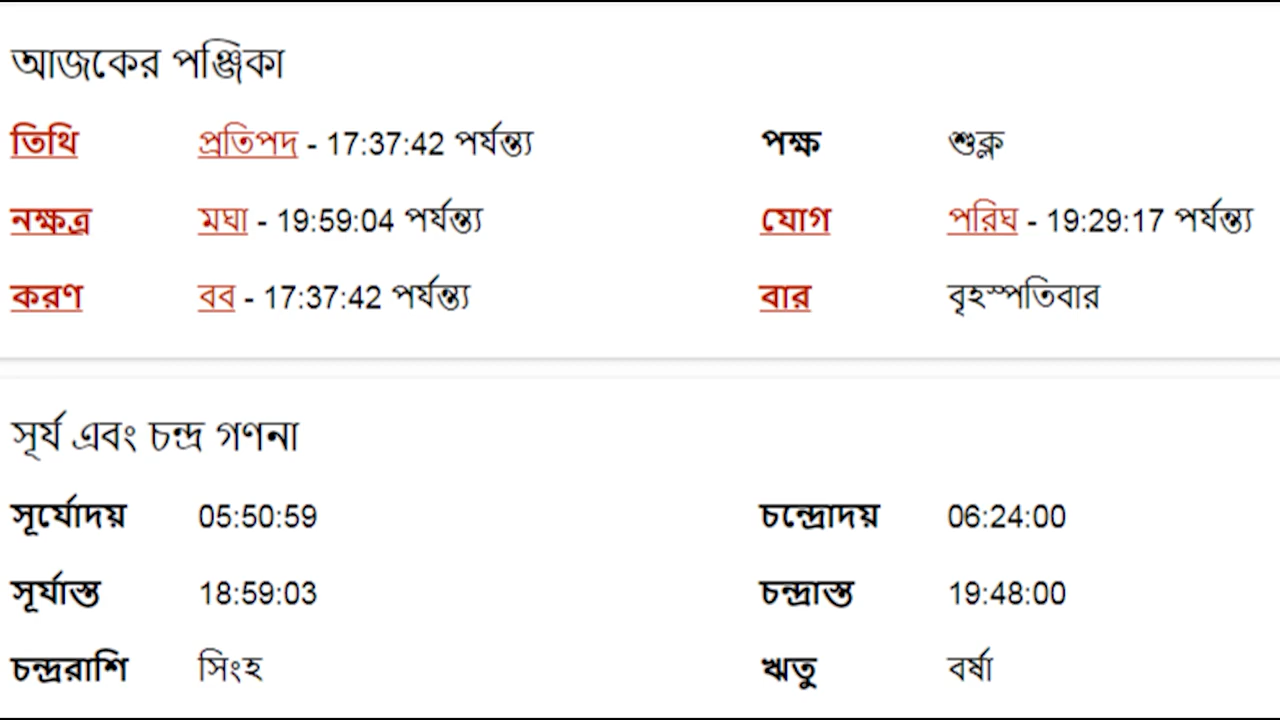 আজকের পঞ্জিকা
তিথি প্রতিপদ - 17:37:42 পর্যন্ত্য পক্ষ শুক্ল
নক্ষত্র মঘা - 19:59:04 পর্যন্ত্য যোগ পরিঘ - 19:29:17 পর্যন্ত্য
করণ বব - 17:37:42 পর্যন্ত্য বার বৃহস্পতিবার
সূর্য এবং চন্দ্র গণনা
সূর্যোদয় 05:50:59 চন্দ্রোদয় 06:24:00
সূর্যাস্ত 18:59:03 চন্দ্রাস্ত 19:48:00
চন্দ্ররাশি সিংহ ঋতু বর্ষা